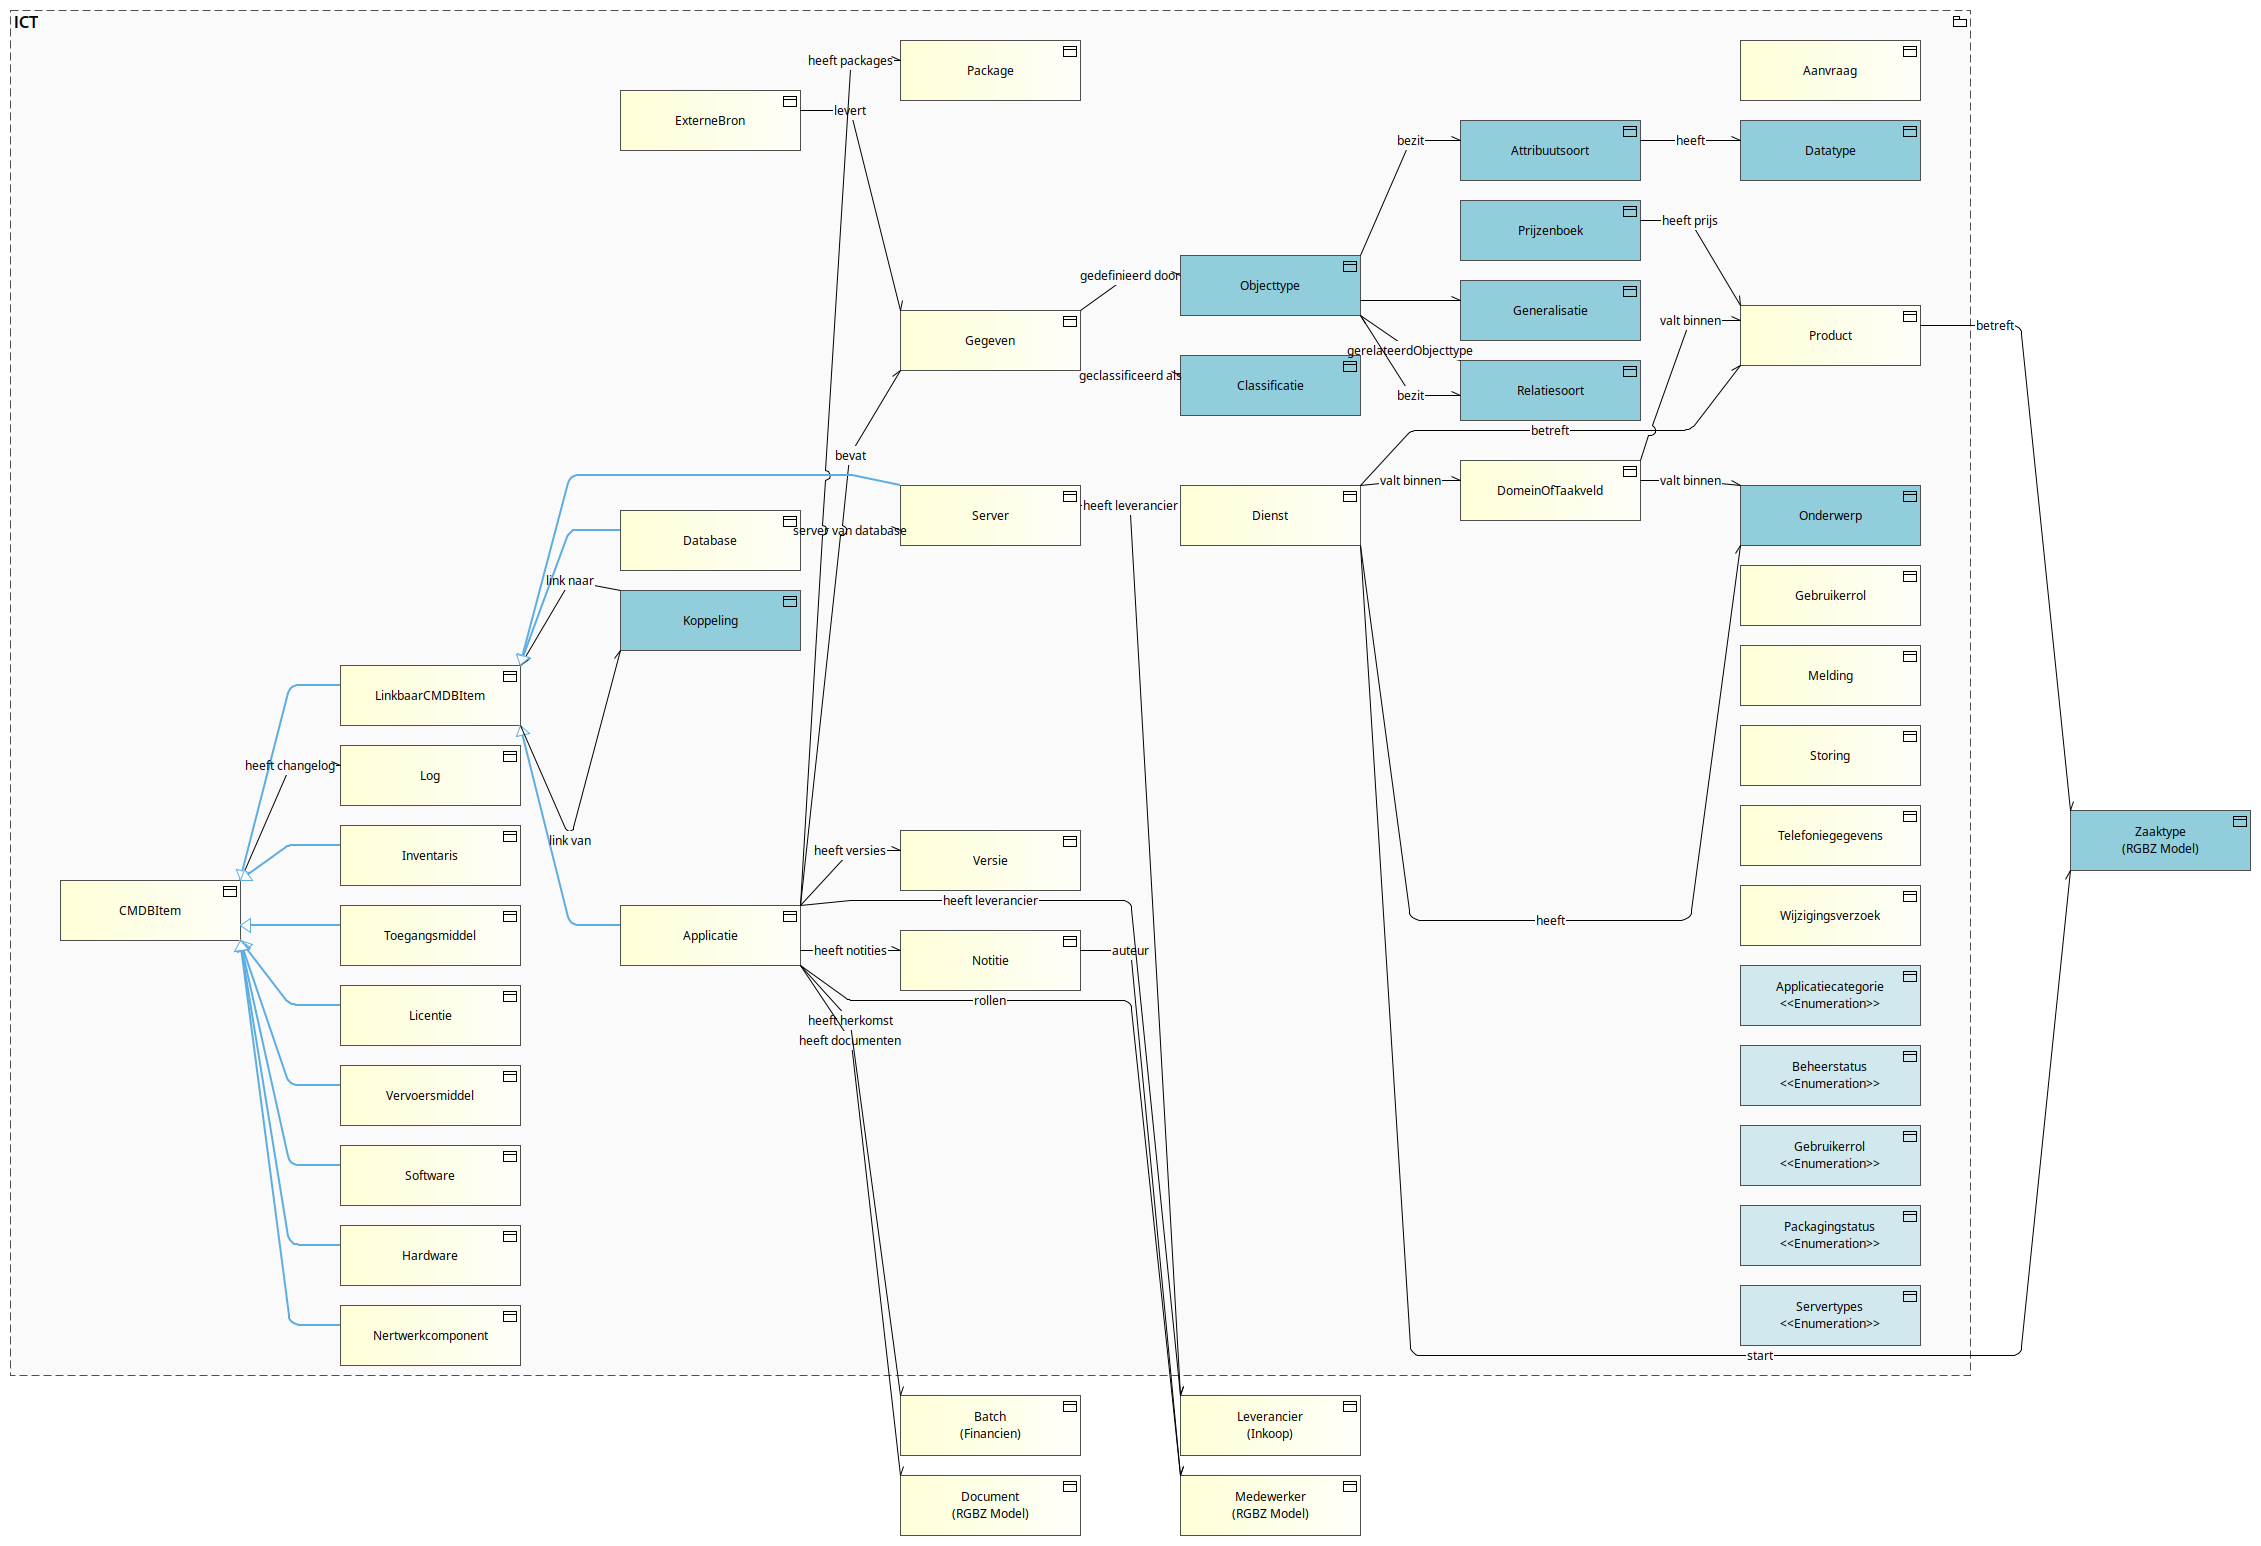 ICT
heeft packages
Package
Aanvraag
ExterneBron
levert
bezit
Attribuutsoort
heeft
Datatype
Prijzenboek
heeft prijs
gedefinieerd door
Objecttype
Generalisatie
valt binnen
Product
betreft
Gegeven
gerelateerdObjecttype
geclassificeerd als
Classificatie
bezit
Relatiesoort
betreft
bevat
Server
heeft leverancier
Dienst
valt binnen
DomeinOfTaakveld
valt binnen
Onderwerp
Database
server van database
link naar
Koppeling
Gebruikerrol
LinkbaarCMDBItem
Melding
heeft changelog
Log
Storing
link van
Inventaris
heeft versies
Versie
Telefoniegegevens
Zaaktype
(RGBZ Model)
CMDBItem
Toegangsmiddel
Applicatie
heeft leverancier
heeft
Wijzigingsverzoek
heeft notities
Notitie
auteur
rollen
Licentie
heeft herkomst
heeft documenten
Applicatiecategorie
<<Enumeration>>
Vervoersmiddel
Beheerstatus
<<Enumeration>>
Software
Gebruikerrol
<<Enumeration>>
Hardware
Packagingstatus
<<Enumeration>>
Nertwerkcomponent
Servertypes
<<Enumeration>>
start
Batch
(Financien)
Leverancier
(Inkoop)
Document
(RGBZ Model)
Medewerker
(RGBZ Model)